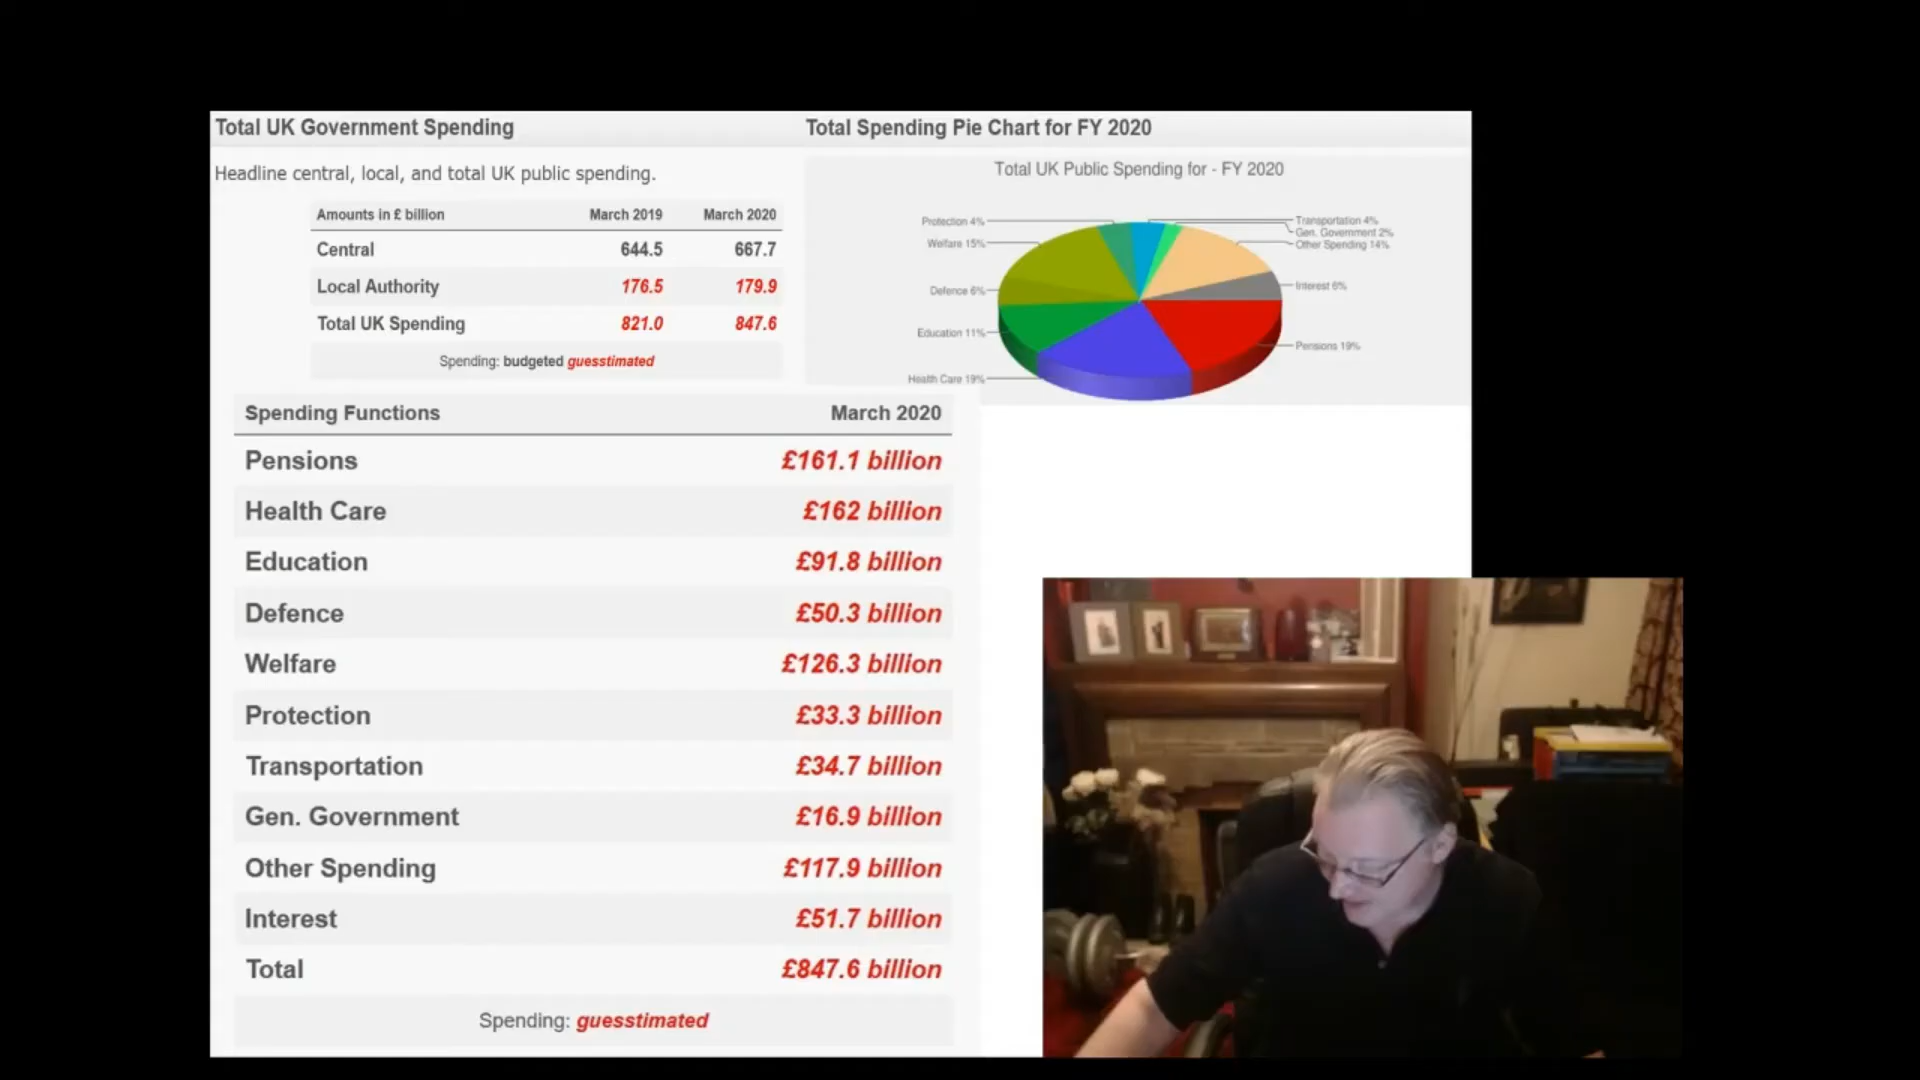 Total UK Government Spending
Headline central, local, and total UK public spending.
Amounts in £ billion March 2019 March 2020
Central 644.5 667.7
Local Authority 176.5 179.9
Total UK Spending 821.0 847.6
Spending: budgeted guesstimated
Total Spending Pie Chart for FY 2020
Total UK Public Spending for - FY 2020
Protection 4%
Welfare 15%
Defence 6%
Education 11%
Health Care 19%
Transportation 4%
Gen. Government 2%
Other Spending 14%
Interest 6%
Pensions 19%
Spending Functions March 2020
Pensions £161.1 billion
Health Care £162 billion
Education £91.8 billion
Defence £50.3 billion
Welfare £126.3 billion
Protection £33.3 billion
Transportation £34.7 billion
Gen. Government £16.9 billion
Other Spending £117.9 billion
Interest £51.7 billion
Total £847.6 billion
Spending: guesstimated